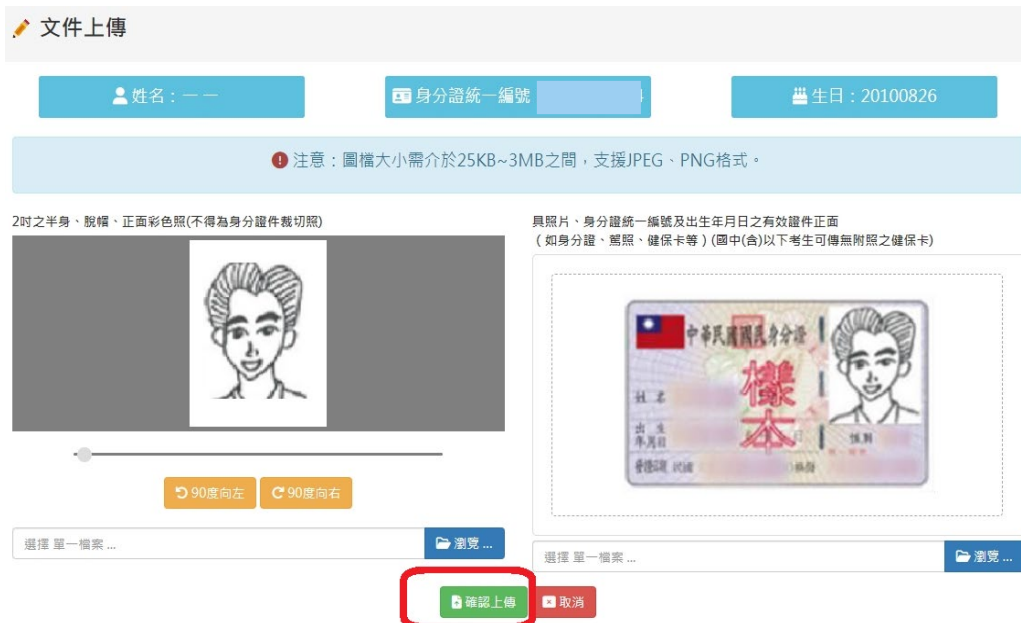 文件上傳
姓名：一 一
身分證統一編號
生日：20100826
注意：圖檔大小需介於25KB~3MB之間，支援JPEG、PNG格式。
2吋之半身、脫帽、正面彩色照(不得為身分證件裁切照)
90度向左
90度向右
選擇 單一檔案 ...
瀏覽 ...
具照片、身分證統一編號及出生年月日之有效證件正面
（如身分證、駕照、健保卡等）(國中(含)以下考生可傳無附照之健保卡)
中華民國國民身分證
樣本
姓名
出生
年月日
日
性別
發證日期 民國
選擇 單一檔案 ...
瀏覽 ...
確認上傳
取消